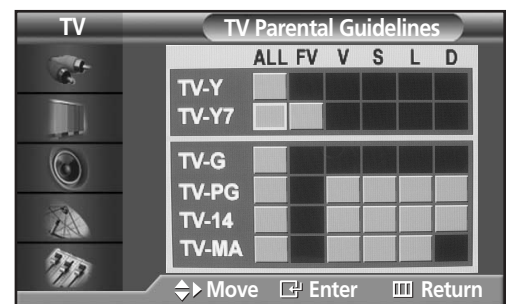 TV
TV Parental Guidelines
ALL FV V S L D
TV-Y
TV-Y7
TV-G
TV-PG
TV-14
TV-MA
Move Enter Return